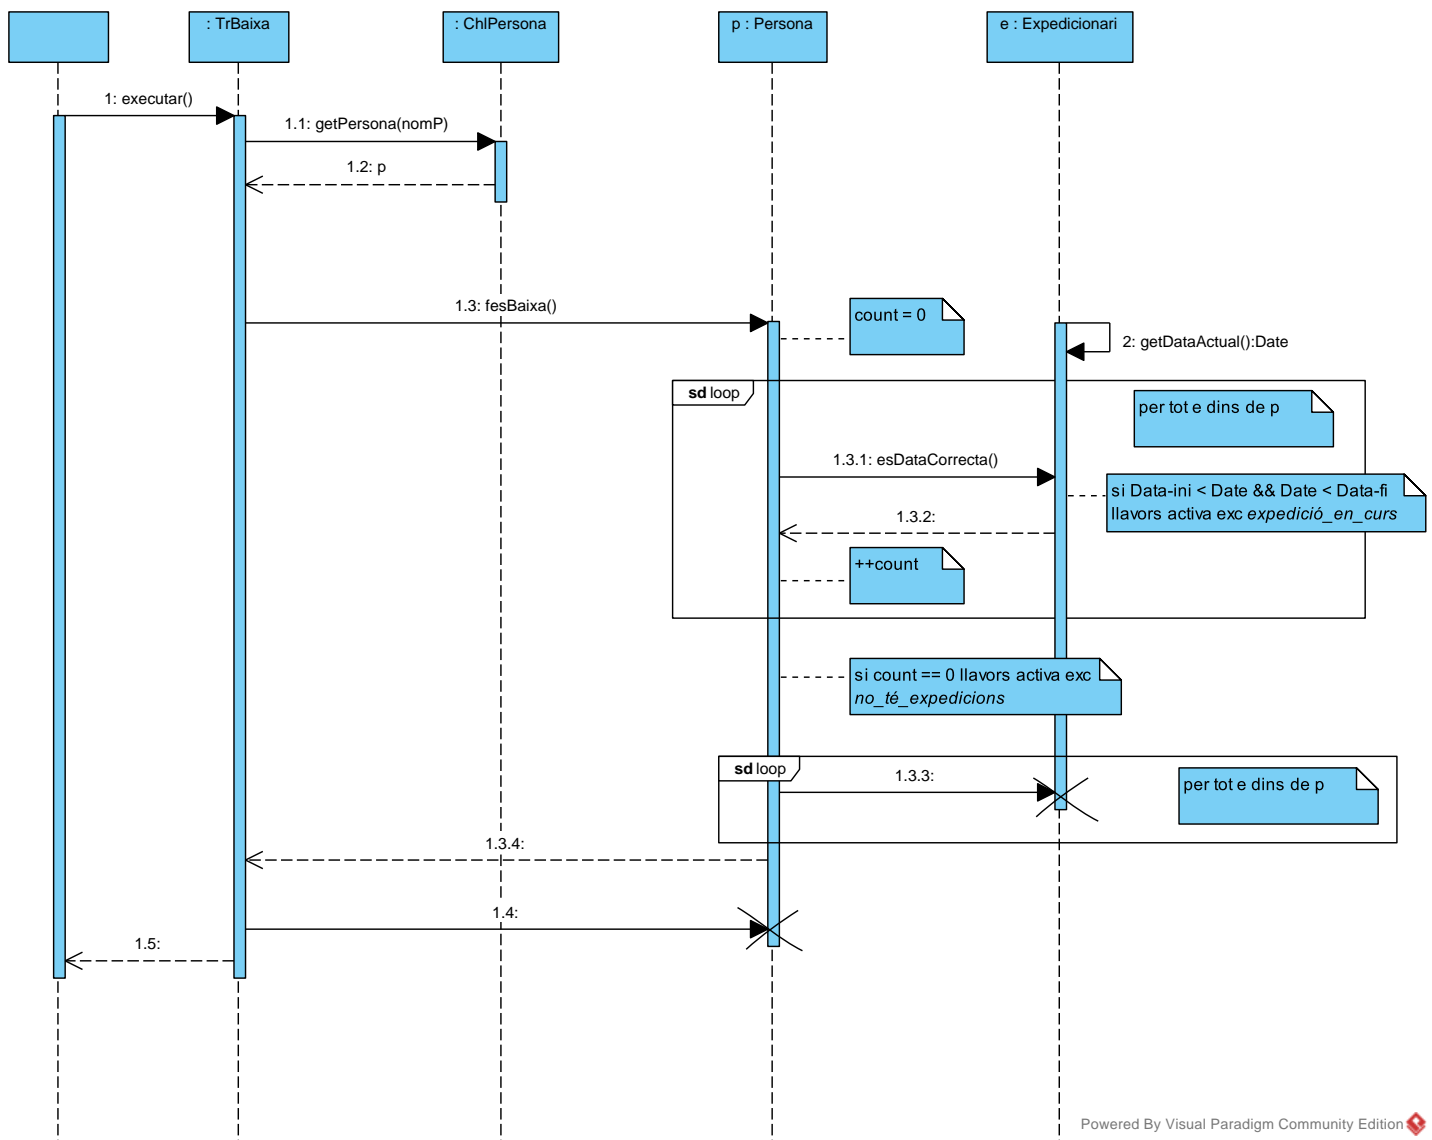 : TrBaixa
: ChlPersona
p : Persona
e : Expedicionari
1: executar()
1.1: getPersona(nomP)
1.2: p
1.3: fesBaixa()
count = 0
2: getDataActual():Date
sd loop
per tot e dins de p
1.3.1: esDataCorrecta()
si Data-ini < Date && Date < Data-fi
llavors activa exc expedició_en_curs
1.3.2:
++count
si count == 0 llavors activa exc
no_té_expedicions
sd loop
1.3.3:
per tot e dins de p
1.3.4:
1.4:
1.5:
Powered By Visual Paradigm Community Edition